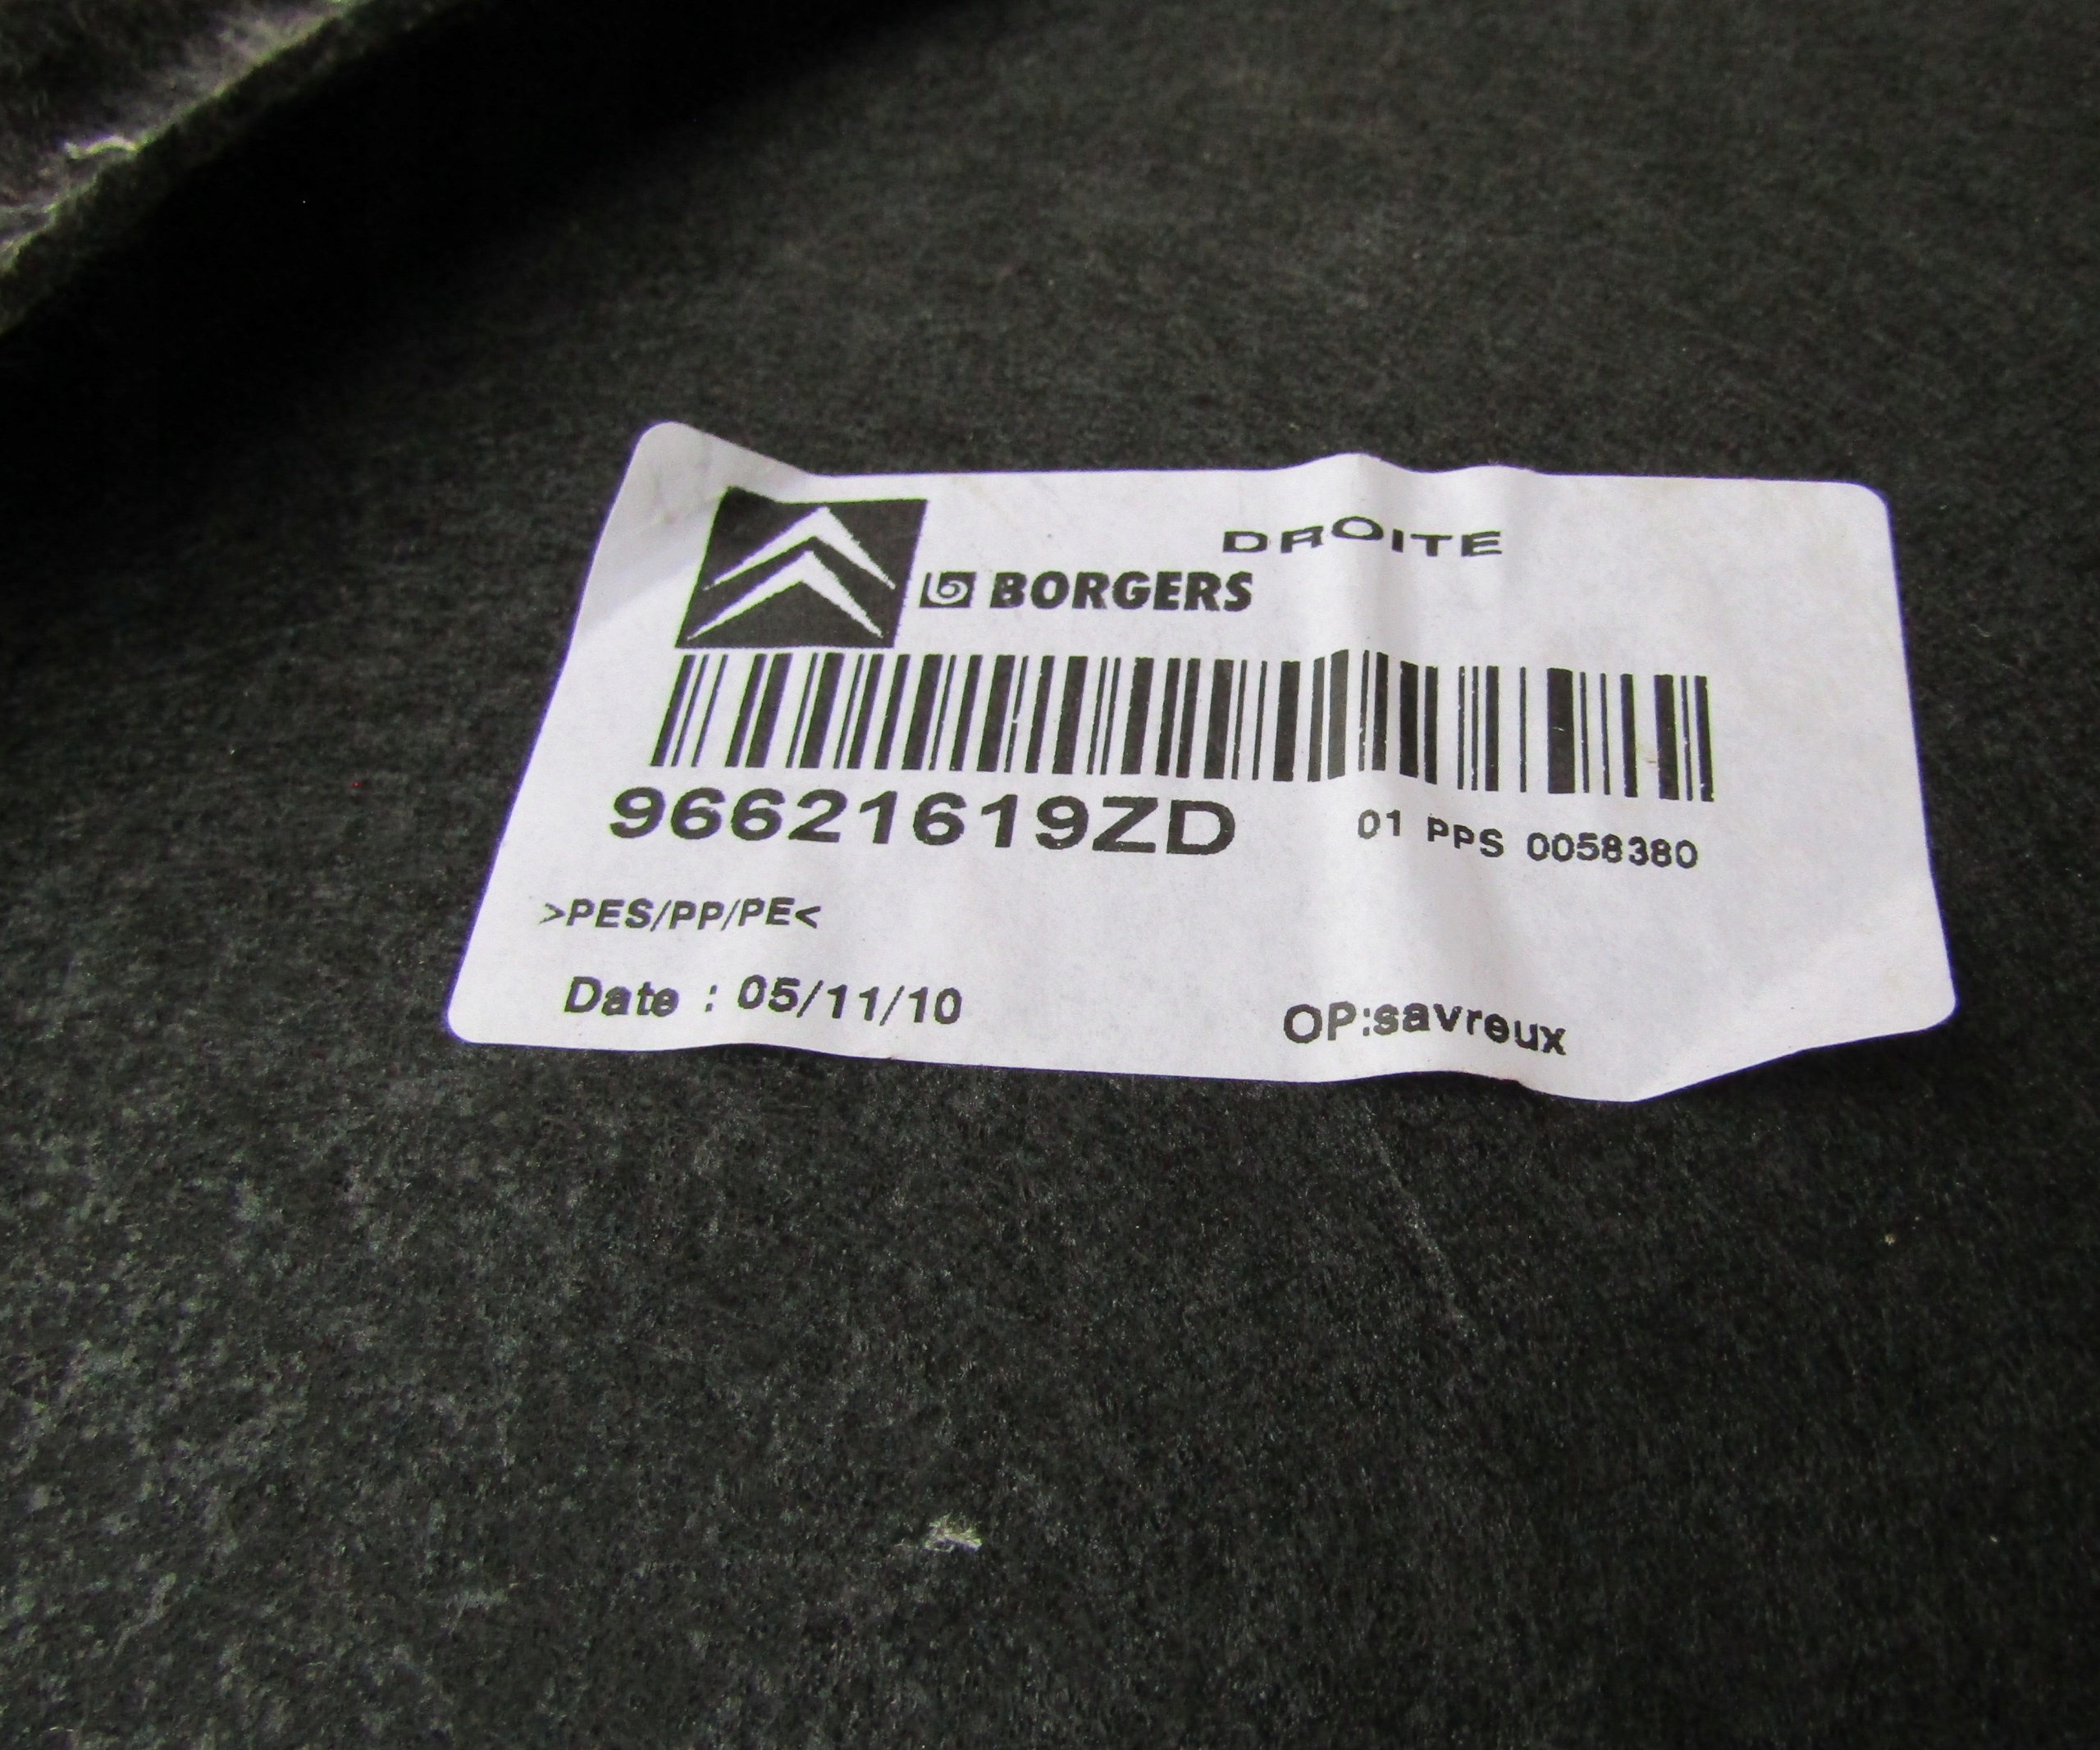 DROITE
BORGERS
96621619ZD 01 PPS 0058380
>PES/PP/PE<
Date : 05/11/10 OP:savreux